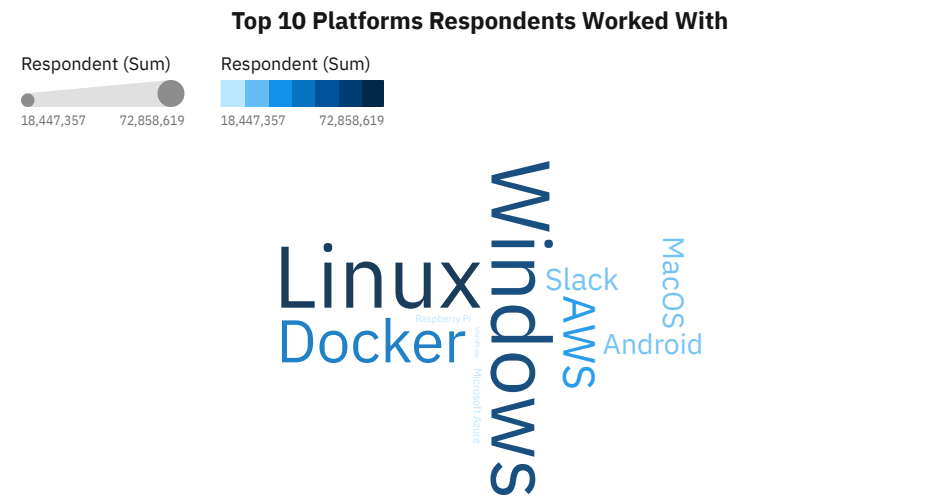 Top 10 Platforms Respondents Worked With
Respondent (Sum)
18,447,357 72,858,619
Respondent (Sum)
18,447,357 72,858,619
Linux
Windows
Slack
MacOS
AWS
Android
Docker
Raspberry Pi
WordPress
Microsoft Azure